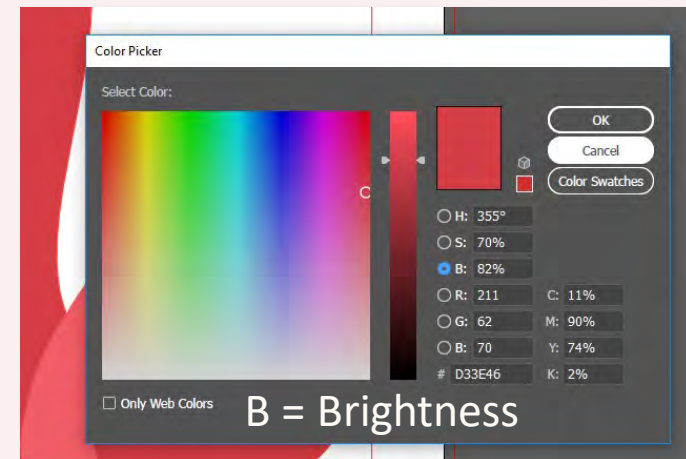 Color Picker
Select Color:
OK
Cancel
Color Swatches
H: 355°
S: 70%
B: 82%
R: 211 C: 11%
G: 62 M: 90%
B: 70 Y: 74%
# D33E46 K: 2%
Only Web Colors
B = Brightness